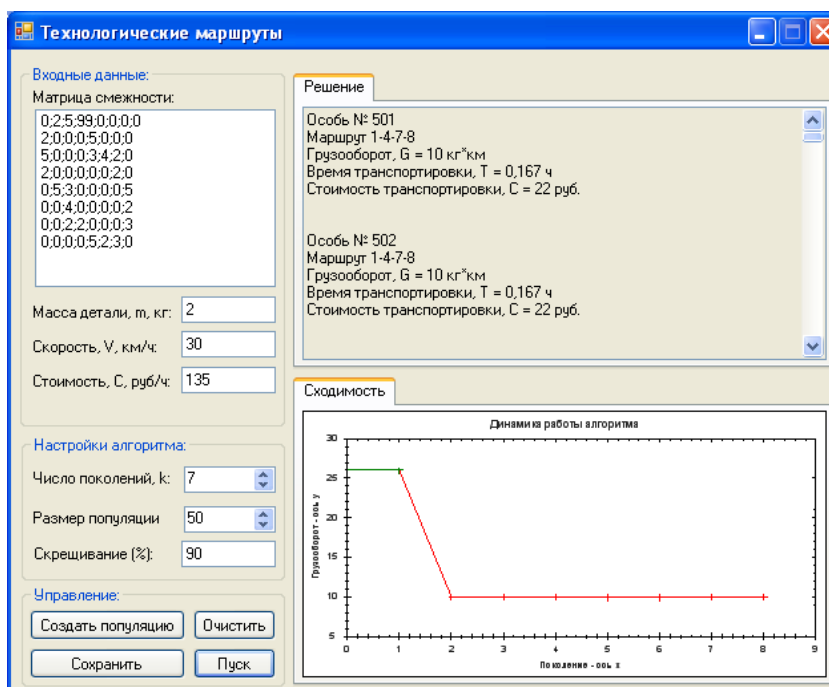 Технологические маршруты
Входные данные:
Матрица смежности:
0;2;5;99;0;0;0;0
2;0;0;0;5;0;0;0
5;0;0;0;3;4;2;0
2;0;0;0;0;0;2;0
0;5;3;0;0;0;0;5
0;0;4;0;0;0;0;2
0;0;2;2;0;0;0;3
0;0;0;0;5;2;3;0
Масса детали, m, кг: 2
Скорость, V, км/ч: 30
Стоимость, С, руб/ч: 135
Настройки алгоритма:
Число поколений, k: 7
Размер популяции 50
Скрещивание (%): 90
Управление:
Создать популяцию Очистить
Сохранить Пуск
Решение
Особь № 501
Маршрут 1-4-7-8
Грузооборот, G = 10 кг*км
Время транспортировки, Т = 0,167 ч
Стоимость транспортировки, С = 22 руб.
Особь № 502
Маршрут 1-4-7-8
Грузооборот, G = 10 кг*км
Время транспортировки, Т = 0,167 ч
Стоимость транспортировки, С = 22 руб.
Сходимость
Динамика работы алгоритма
Грузооборот - ось y
30
25
20
15
10
5
0 1 2 3 4 5 6 7 8 9
Поколение - ось x